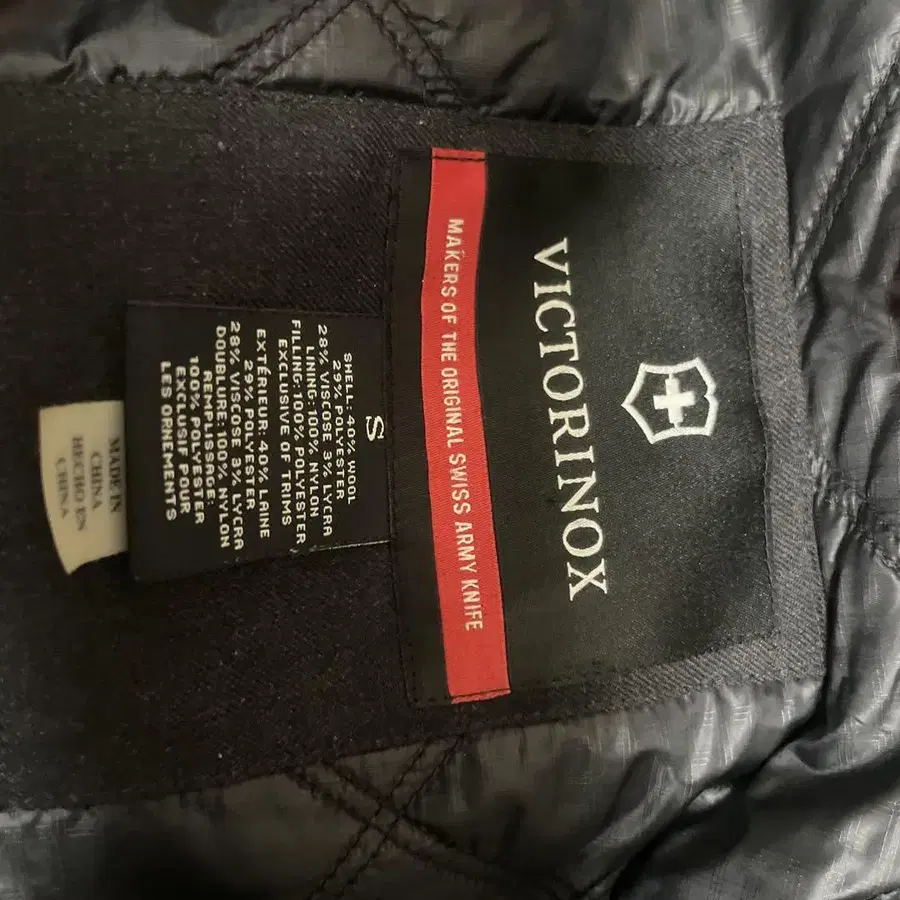 VICTORINOX
MAKERS OF THE ORIGINAL SWISS ARMY KNIFE
S
SHELL: 40% WOOL
29% POLYESTER
28% VISCOSE 3% LYCRA
LINING: 100% NYLON
FILLING: 100% POLYESTER
EXCLUSIVE OF TRIMS
EXTÉRIEUR: 40% LAINE
29% POLYESTER
28% VISCOSE 3% LYCRA
DOUBLURE: 100% NYLON
REMPLISSAGE:
100% POLYESTER
EXCLUSIF POUR
LES ORNEMENTS
MADE IN
CHINA
HECHO EN
CHINA